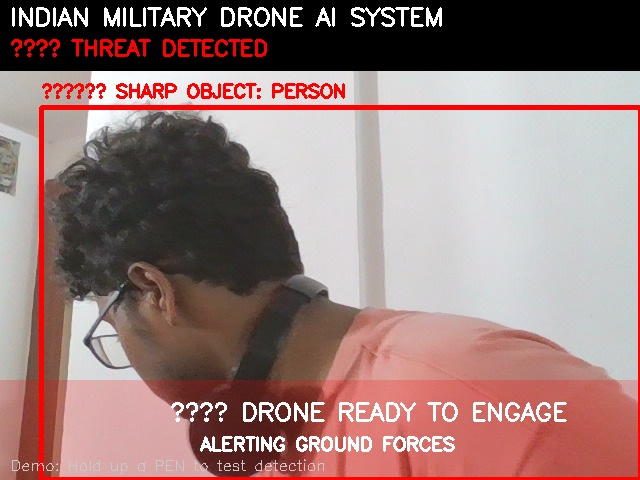 INDIAN MILITARY DRONE AI SYSTEM
???? THREAT DETECTED
?????? SHARP OBJECT: PERSON
???? DRONE READY TO ENGAGE
ALERTING GROUND FORCES
Demo: Hold up a PEN to test detection